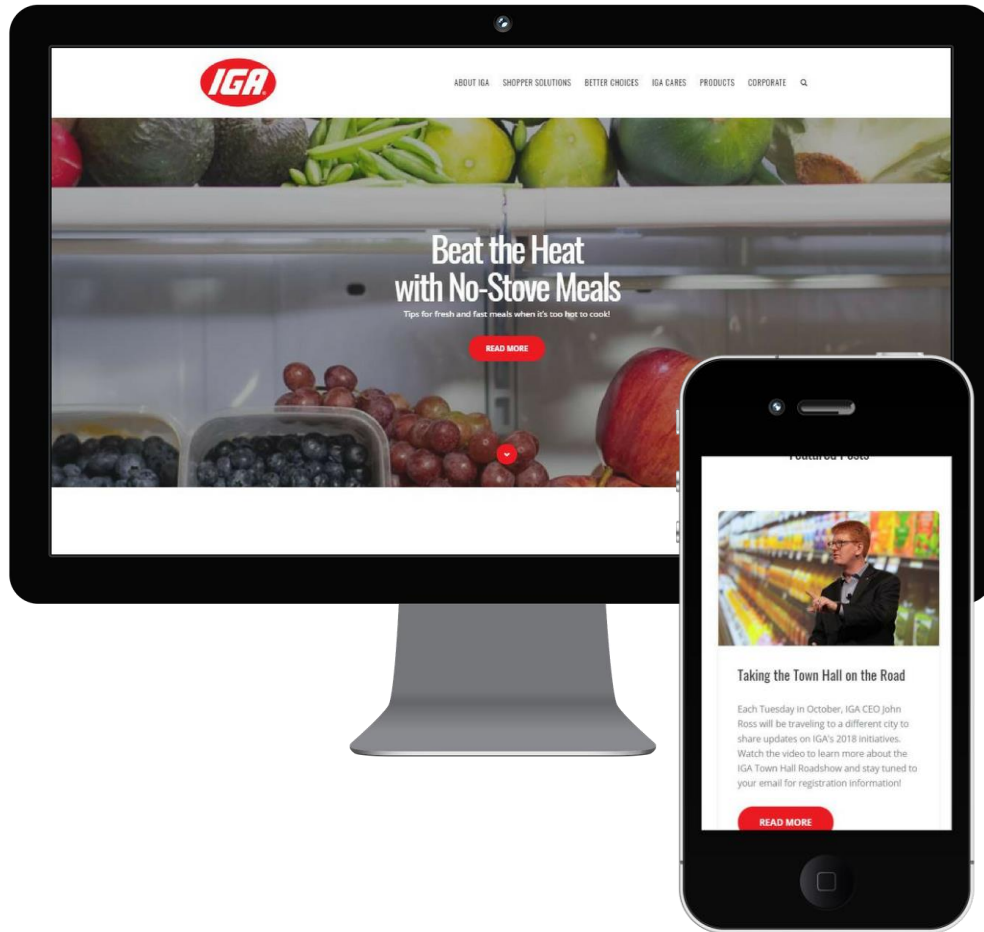 IGA
ABOUT IGA SHOPPER SOLUTIONS BETTER CHOICES IGA CARES PRODUCTS CORPORATE
Beat the Heat
with No-Stove Meals
Tips for fresh and fast meals when it's too hot to cook!
READ MORE
Featured Posts
Taking the Town Hall on the Road
Each Tuesday in October, IGA CEO John
Ross will be traveling to a different city to
share updates on IGA's 2018 initiatives.
Watch the video to learn more about the
IGA Town Hall Roadshow and stay tuned to
your email for registration information!
READ MORE